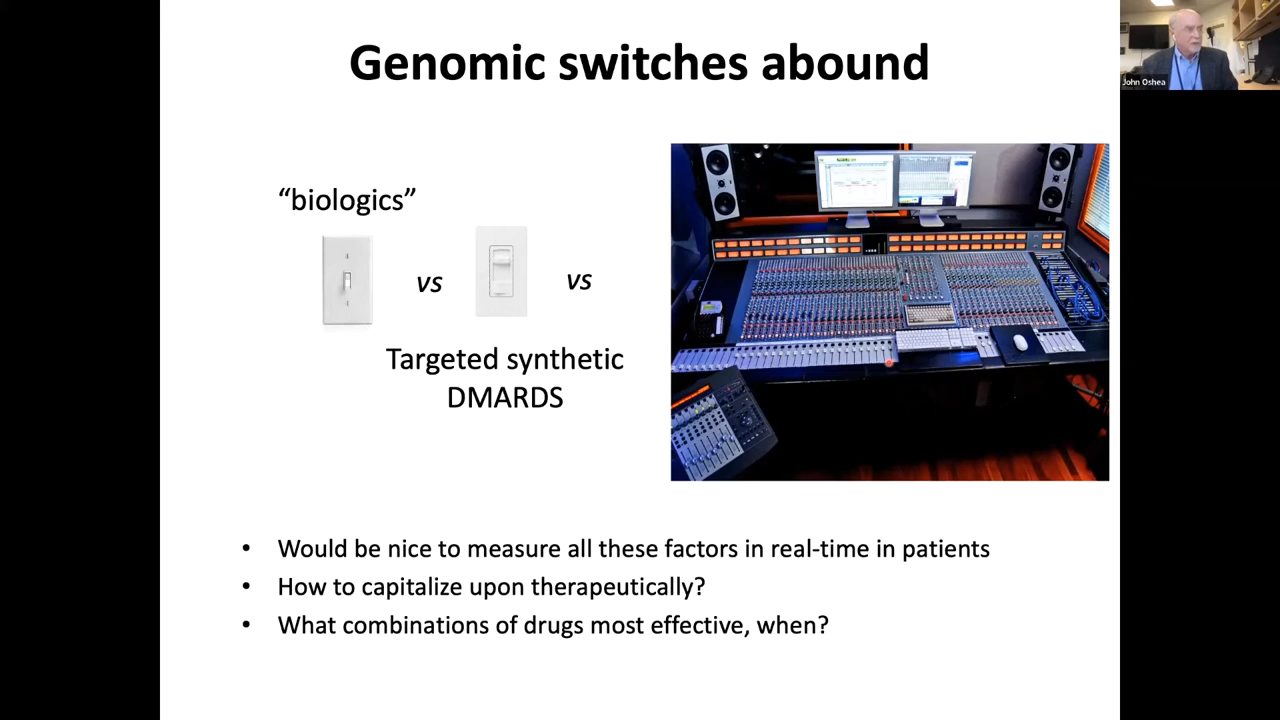 Genomic switches abound
John Oshea
“biologics”
vs
vs
Targeted synthetic
DMARDS
• Would be nice to measure all these factors in real-time in patients
• How to capitalize upon therapeutically?
• What combinations of drugs most effective, when?